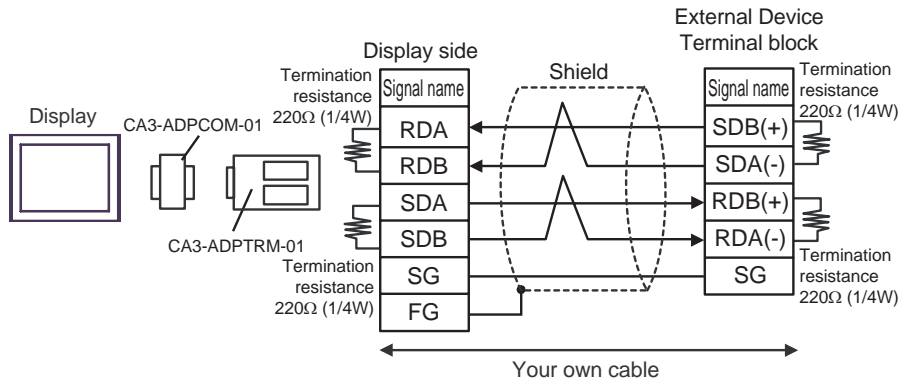 External Device
Terminal block
Display side
Shield
Termination
resistance
220Ω (1/4W)
Signal name
Signal name
Termination
resistance
220Ω (1/4W)
Display
CA3-ADPCOM-01
RDA
SDB(+)
RDB
SDA(-)
SDA
RDB(+)
CA3-ADPTRM-01
SDB
RDA(-)
Termination
resistance
220Ω (1/4W)
SG
SG
Termination
resistance
220Ω (1/4W)
FG
Your own cable